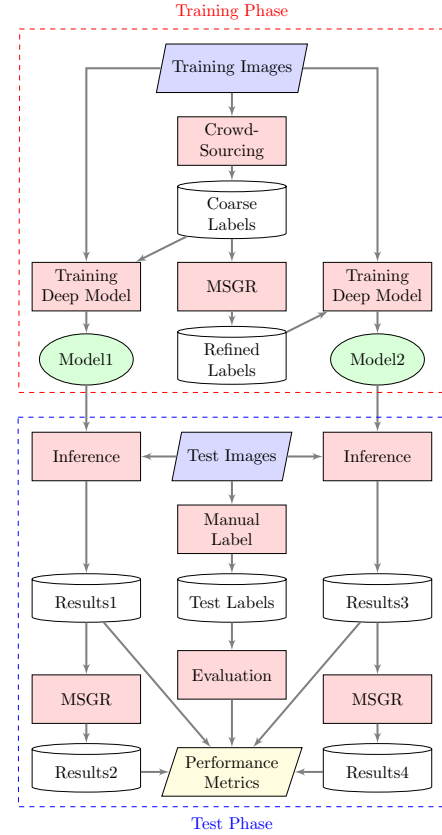 Training Phase
Training Images
Crowd-
Sourcing
Coarse
Labels
Training
Deep Model
MSGR
Training
Deep Model
Model1
Refined
Labels
Model2
Inference
Test Images
Inference
Manual
Label
Results1
Test Labels
Results3
MSGR
Evaluation
MSGR
Results2
Performance
Metrics
Results4
Test Phase